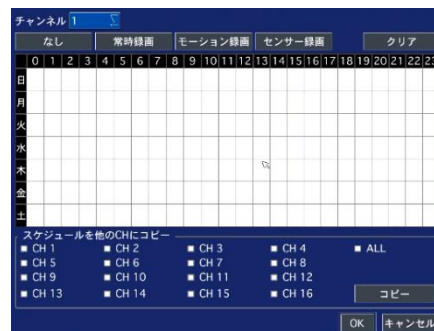 チャンネル 1
なし 常時録画 モーション録画 センサー録画 クリア
0 1 2 3 4 5 6 7 8 9 10 11 12 13 14 15 16 17 18 19 20 21 22 23
日
月
火
水
木
金
土
スケジュールを他のCHにコピー
CH 1 CH 2 CH 3 CH 4 ALL
CH 5 CH 6 CH 7 CH 8
CH 9 CH 10 CH 11 CH 12
CH 13 CH 14 CH 15 CH 16 コピー
OK キャンセル